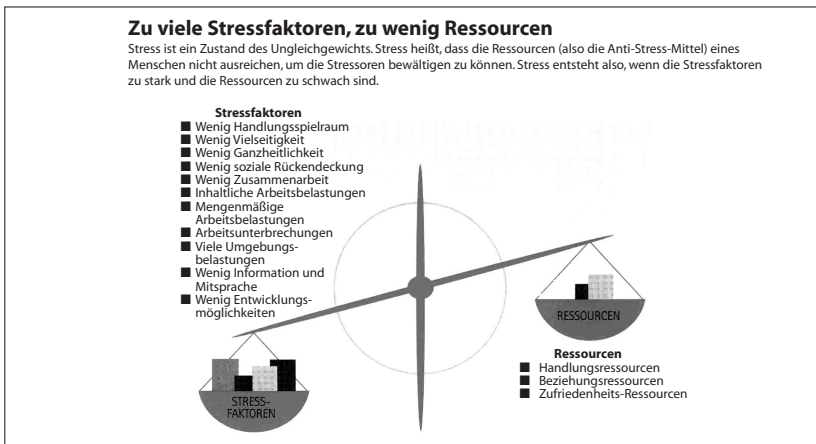 Zu viele Stressfaktoren, zu wenig Ressourcen
Stress ist ein Zustand des Ungleichgewichts. Stress heißt, dass die Ressourcen (also die Anti-Stress-Mittel) eines
Menschen nicht ausreichen, um die Stressoren bewältigen zu können. Stress entsteht also, wenn die Stressfaktoren
zu stark und die Ressourcen zu schwach sind.
Stressfaktoren
■ Wenig Handlungsspielraum
■ Wenig Vielseitigkeit
■ Wenig Ganzheitlichkeit
■ Wenig soziale Rückendeckung
■ Wenig Zusammenarbeit
■ Inhaltliche Arbeitsbelastungen
■ Mengenmäßige
Arbeitsbelastungen
■ Arbeitsunterbrechungen
■ Viele Umgebungs-
belastungen
■ Wenig Information und
Mitsprache
■ Wenig Entwicklungs-
möglichkeiten
STRESS-
FAKTOREN
RESSOURCEN
Ressourcen
■ Handlungsressourcen
■ Beziehungsressourcen
■ Zufriedenheits-Ressourcen